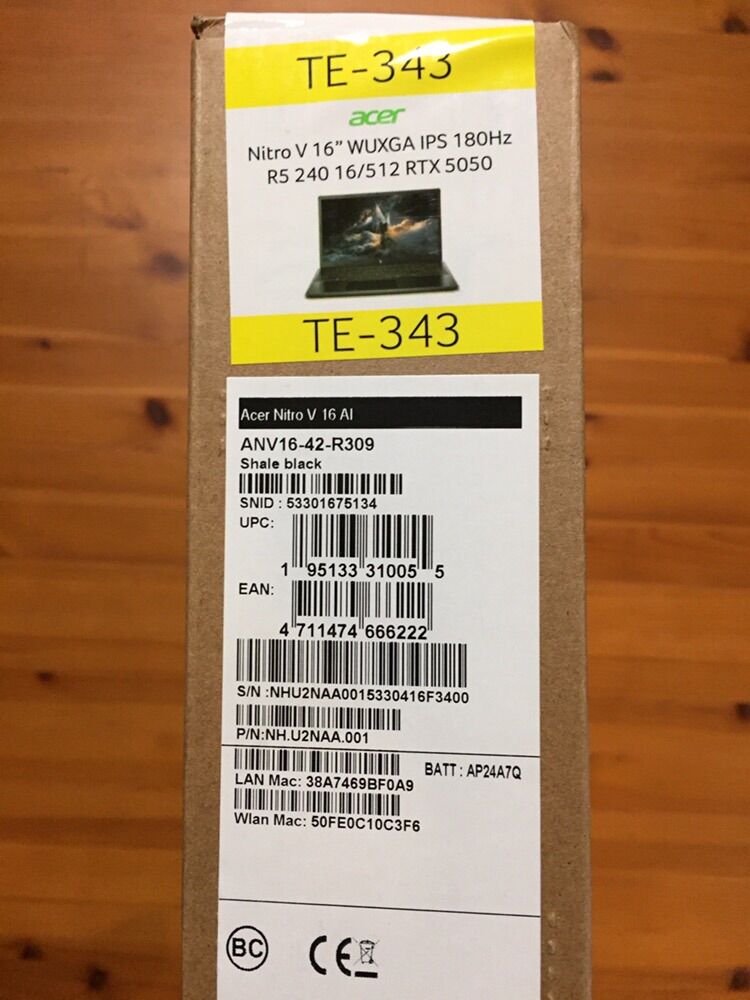 TE-343
acer
Nitro V 16” WUXGA IPS 180Hz
R5 240 16/512 RTX 5050
TE-343
Acer Nitro V 16 AI
ANV16-42-R309
Shale black
SNID : 53301675134
UPC:
1 95133 31005 5
EAN:
4 711474 666222
S/N :NHU2NAA0015330416F3400
P/N:NH.U2NAA.001
BATT : AP24A7Q
LAN Mac: 38A7469BF0A9
Wlan Mac: 50FE0C10C3F6
BC CE